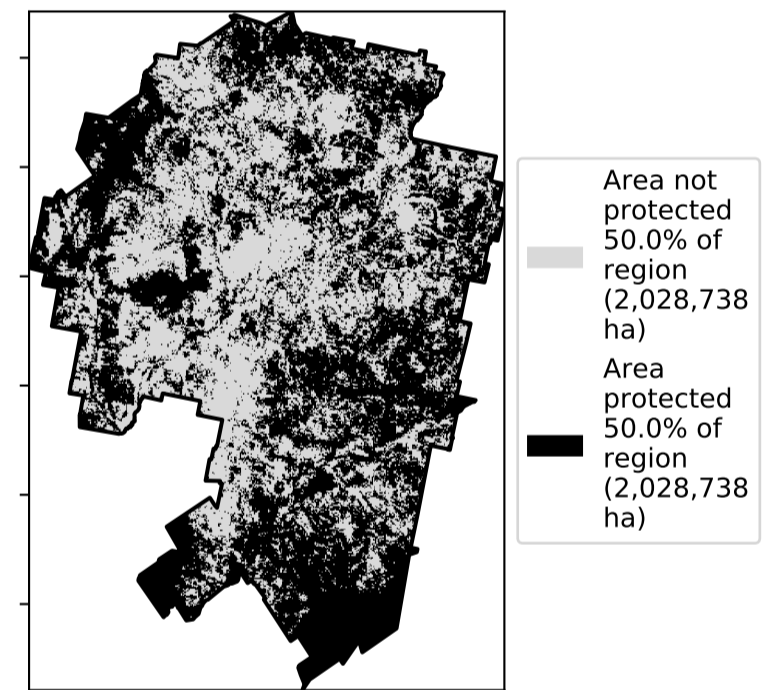 Area not
protected
50.0% of
region
(2,028,738
ha)
Area
protected
50.0% of
region
(2,028,738
ha)